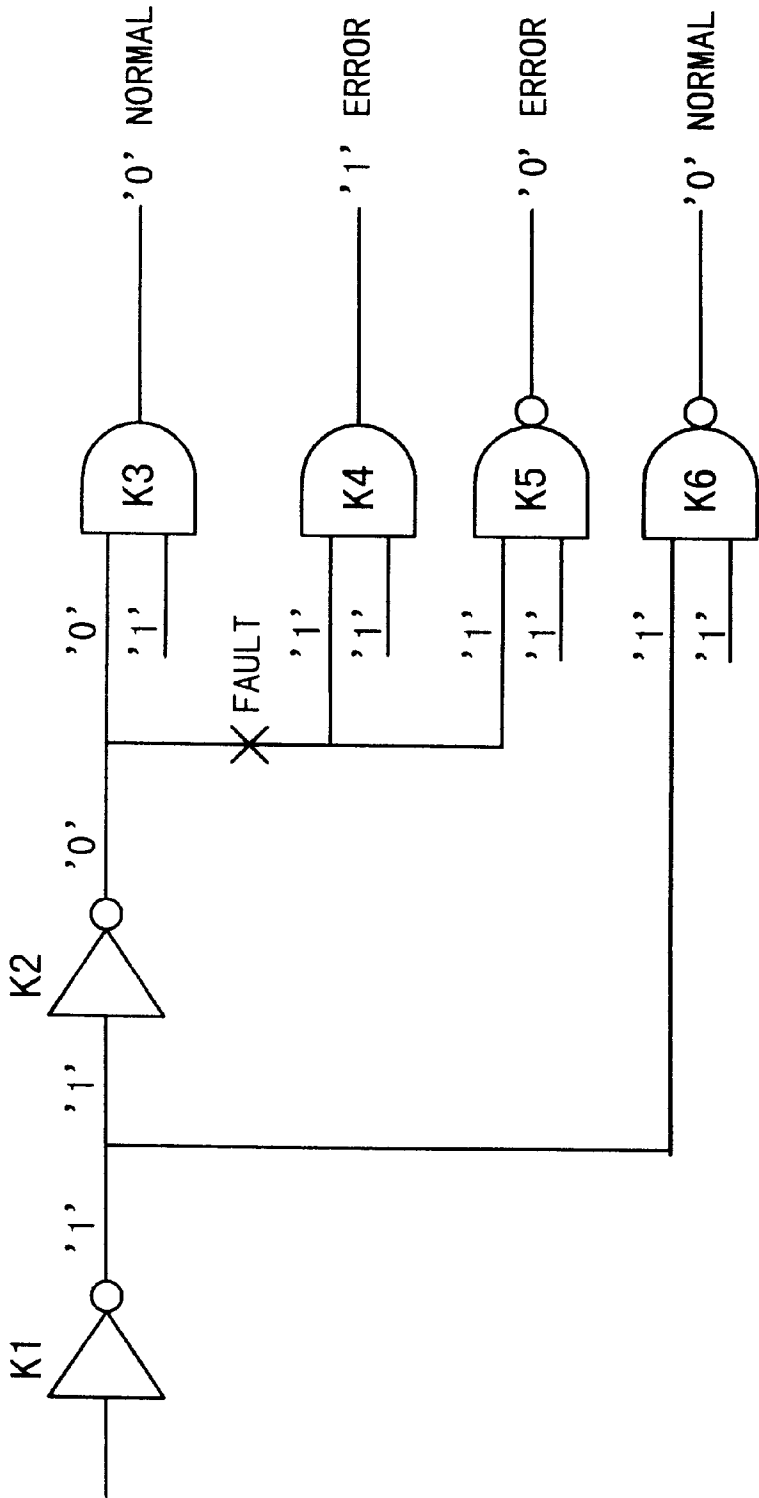 K1
'1'
'1'
K2
'0'
'0'
'1'
K3
'0' NORMAL
FAULT
'1'
'1'
K4
'1' ERROR
'1'
'1'
K5
'0' ERROR
'1'
'1'
K6
'0' NORMAL